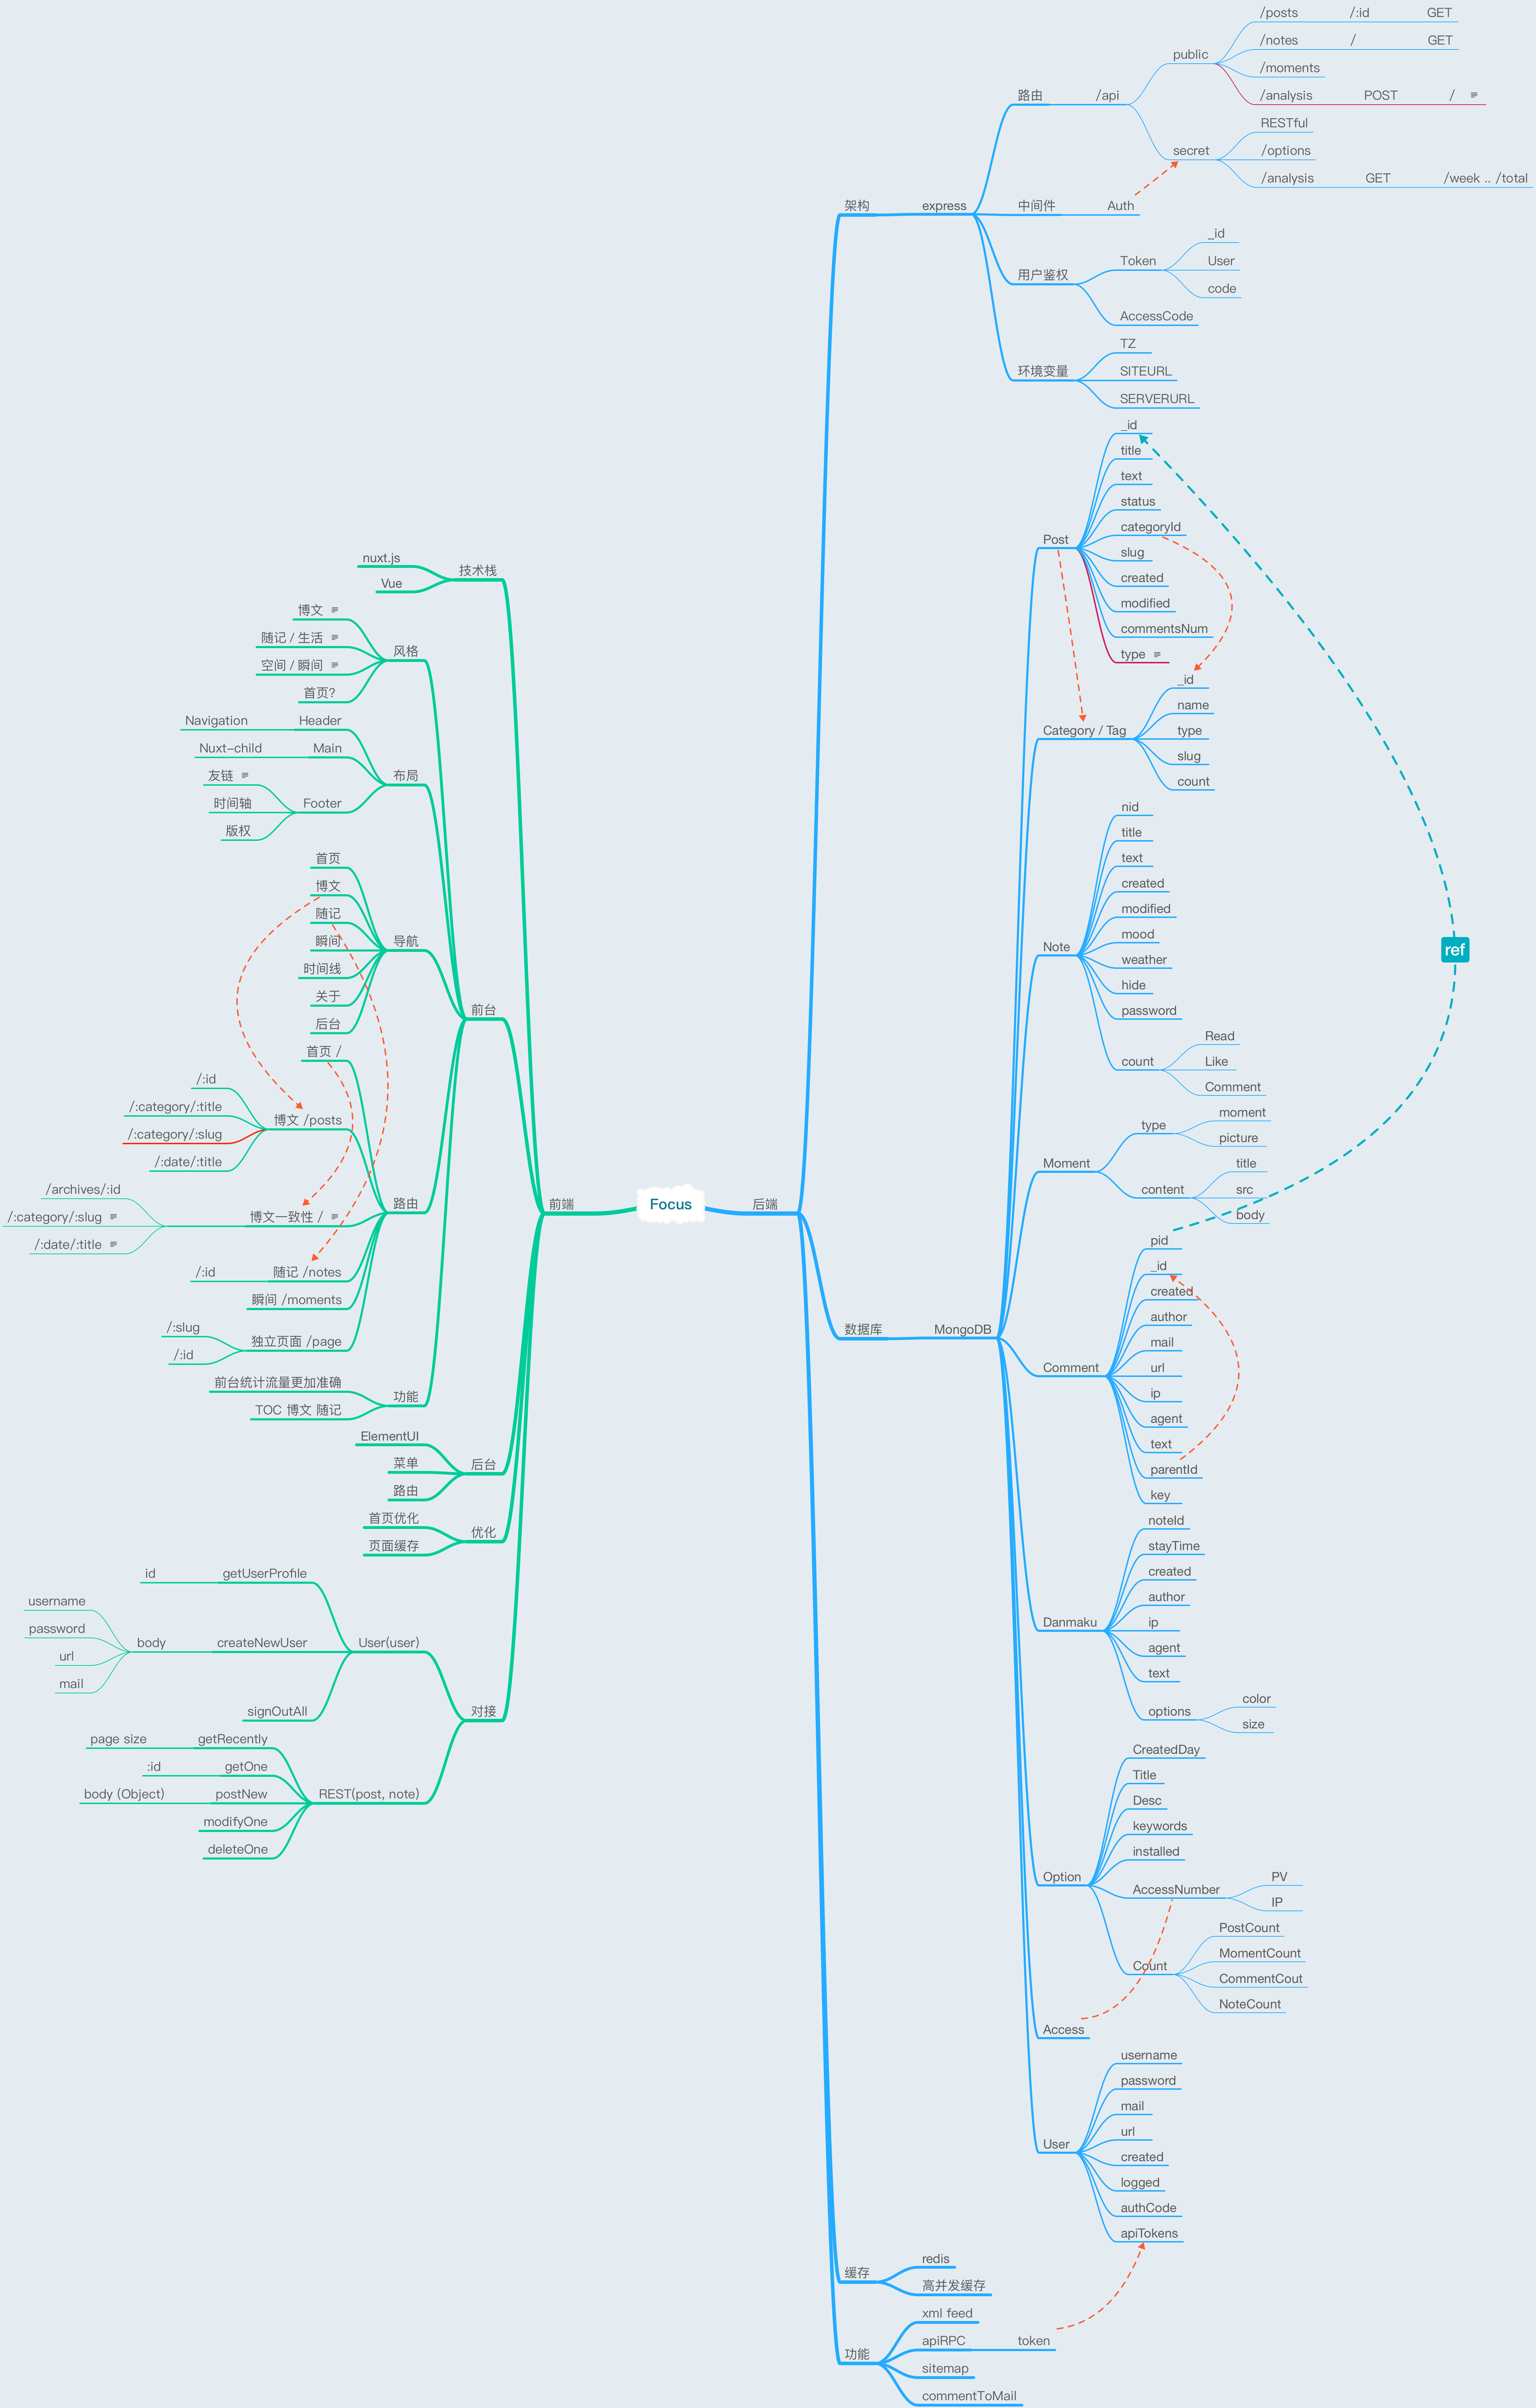 Focus
前端
技术栈
nuxt.js
Vue
前台
风格
博文
随记 / 生活
空间 / 瞬间
首页?
布局
Header
Navigation
Main
Nuxt-child
Footer
友链
时间轴
版权
导航
首页
博文
随记
瞬间
时间线
关于
后台
路由
首页 /
博文 /posts
/:id
/:category/:title
/:category/:slug
/:date/:title
博文一致性 /
/archives/:id
/:category/:slug
/:date/:title
随记 /notes
/:id
瞬间 /moments
独立页面 /page
/:slug
/:id
功能
前台统计流量更加准确
TOC 博文 随记
后台
ElementUI
菜单
路由
优化
首页优化
页面缓存
对接
User(user)
getUserProfile
id
createNewUser
body
username
password
url
mail
signOutAll
REST(post, note)
getRecently
page size
getOne
:id
postNew
body (Object)
modifyOne
deleteOne
后端
架构
express
路由
/api
public
/posts
/:id
GET
/notes
/
GET
/moments
/analysis
POST
/
secret
RESTful
/options
/analysis
GET
/week .. /total
中间件
Auth
用户鉴权
Token
_id
User
code
AccessCode
环境变量
TZ
SITEURL
SERVERURL
数据库
MongoDB
Post
_id
title
text
status
categoryId
slug
created
modified
commentsNum
type
Category / Tag
_id
name
type
slug
count
Note
nid
title
text
created
modified
mood
weather
hide
password
count
Read
Like
Comment
ref
Moment
type
moment
picture
content
title
src
body
Comment
pid
_id
created
author
mail
url
ip
agent
text
parentId
key
Danmaku
noteId
stayTime
created
author
ip
agent
text
options
color
size
Option
CreatedDay
Title
Desc
keywords
installed
AccessNumber
PV
IP
Count
PostCount
MomentCount
CommentCout
NoteCount
Access
User
username
password
mail
url
created
logged
authCode
apiTokens
缓存
redis
高并发缓存
功能
xml feed
apiRPC
token
sitemap
commentToMail